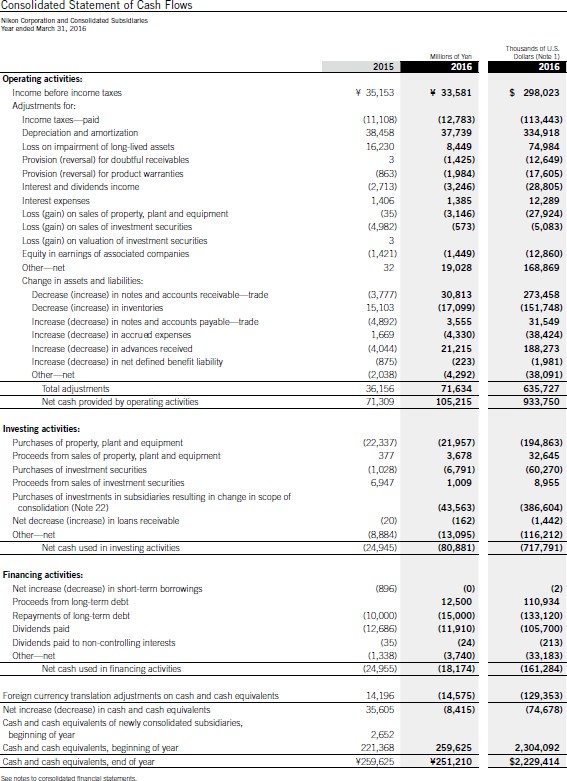 Consolidated Statement of Cash Flows
Nikon Corporation and Consolidated Subsidiaries
Year ended March 31, 2016
Millions of Yen Thousands of U.S. Dollars (Note 1)
2015 2016 2016
Operating activities:
Income before income taxes ¥ 35,153 ¥ 33,581 $ 298,023
Adjustments for:
Income taxes—paid (11,108) (12,783) (113,443)
Depreciation and amortization 38,458 37,739 334,918
Loss on impairment of long-lived assets 16,230 8,449 74,984
Provision (reversal) for doubtful receivables 3 (1,425) (12,649)
Provision (reversal) for product warranties (863) (1,984) (17,605)
Interest and dividends income (2,713) (3,246) (28,805)
Interest expenses 1,406 1,385 12,289
Loss (gain) on sales of property, plant and equipment (35) (3,146) (27,924)
Loss (gain) on sales of investment securities (4,982) (573) (5,083)
Loss (gain) on valuation of investment securities 3
Equity in earnings of associated companies (1,421) (1,449) (12,860)
Other—net 32 19,028 168,869
Change in assets and liabilities:
Decrease (increase) in notes and accounts receivable—trade (3,777) 30,813 273,458
Decrease (increase) in inventories 15,103 (17,099) (151,748)
Increase (decrease) in notes and accounts payable—trade (4,892) 3,555 31,549
Increase (decrease) in accrued expenses 1,669 (4,330) (38,424)
Increase (decrease) in advances received (4,044) 21,215 188,273
Increase (decrease) in net defined benefit liability (875) (223) (1,981)
Other—net (2,038) (4,292) (38,091)
Total adjustments 36,156 71,634 635,727
Net cash provided by operating activities 71,309 105,215 933,750
Investing activities:
Purchases of property, plant and equipment (22,337) (21,957) (194,863)
Proceeds from sales of property, plant and equipment 377 3,678 32,645
Purchases of investment securities (1,028) (6,791) (60,270)
Proceeds from sales of investment securities 6,947 1,009 8,955
Purchases of investments in subsidiaries resulting in change in scope of
consolidation (Note 22) (43,563) (386,604)
Net decrease (increase) in loans receivable (20) (162) (1,442)
Other—net (8,884) (13,095) (116,212)
Net cash used in investing activities (24,945) (80,881) (717,791)
Financing activities:
Net increase (decrease) in short-term borrowings (896) (0) (2)
Proceeds from long-term debt 12,500 110,934
Repayments of long-term debt (10,000) (15,000) (133,120)
Dividends paid (12,686) (11,910) (105,700)
Dividends paid to non-controlling interests (35) (24) (213)
Other—net (1,338) (3,740) (33,183)
Net cash used in financing activities (24,955) (18,174) (161,284)
Foreign currency translation adjustments on cash and cash equivalents 14,196 (14,575) (129,353)
Net increase (decrease) in cash and cash equivalents 35,605 (8,415) (74,678)
Cash and cash equivalents of newly consolidated subsidiaries,
beginning of year 2,652
Cash and cash equivalents, beginning of year 221,368 259,625 2,304,092
Cash and cash equivalents, end of year ¥259,625 ¥251,210 $2,229,414
See notes to consolidated financial statements.